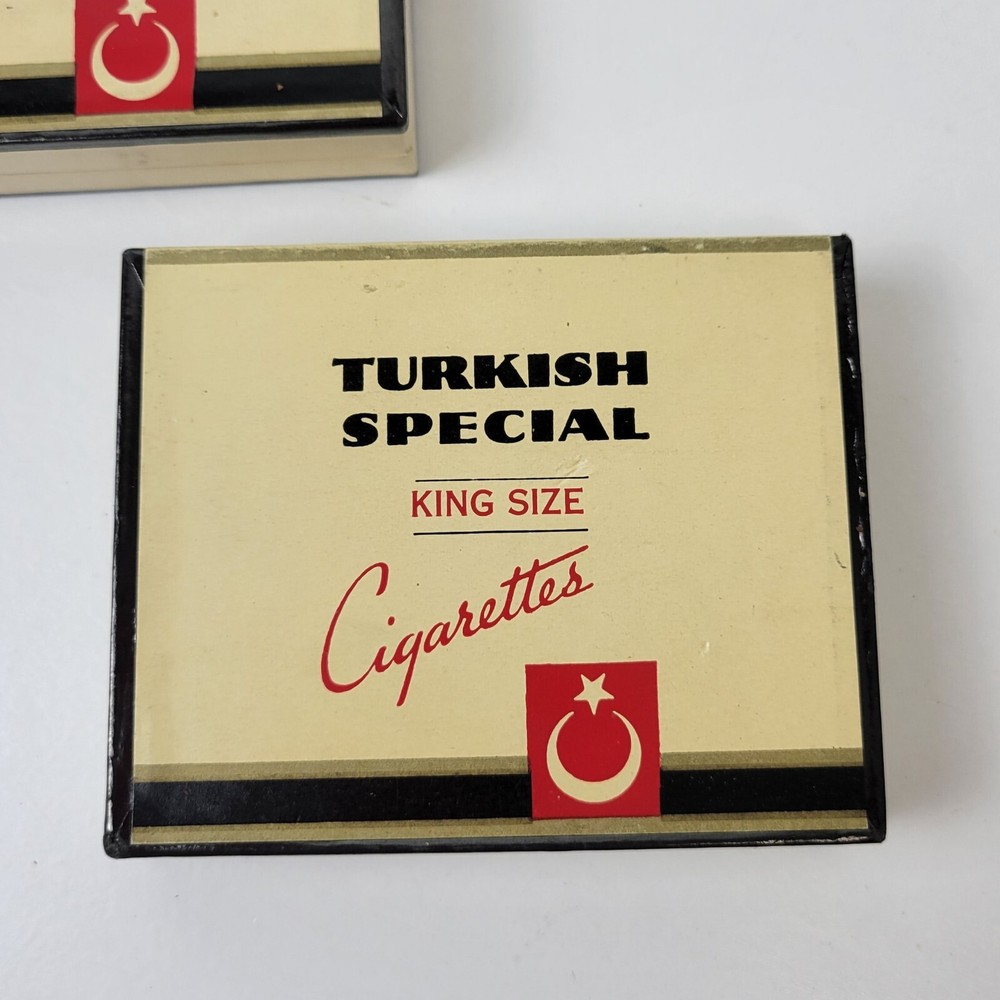 TURKISH
SPECIAL
KING SIZE
Cigarettes